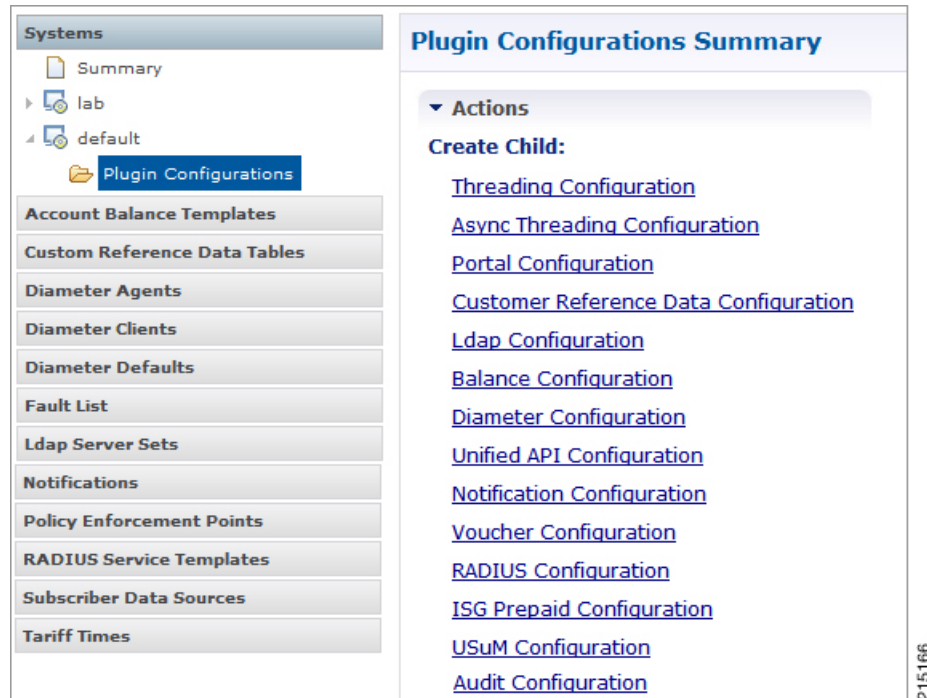 Systems
Summary
lab
default
Plugin Configurations
Account Balance Templates
Custom Reference Data Tables
Diameter Agents
Diameter Clients
Diameter Defaults
Fault List
Ldap Server Sets
Notifications
Policy Enforcement Points
RADIUS Service Templates
Subscriber Data Sources
Tariff Times
Plugin Configurations Summary
Actions
Create Child:
Threading Configuration
Async Threading Configuration
Portal Configuration
Customer Reference Data Configuration
Ldap Configuration
Balance Configuration
Diameter Configuration
Unified API Configuration
Notification Configuration
Voucher Configuration
RADIUS Configuration
ISG Prepaid Configuration
USuM Configuration
Audit Configuration
215166